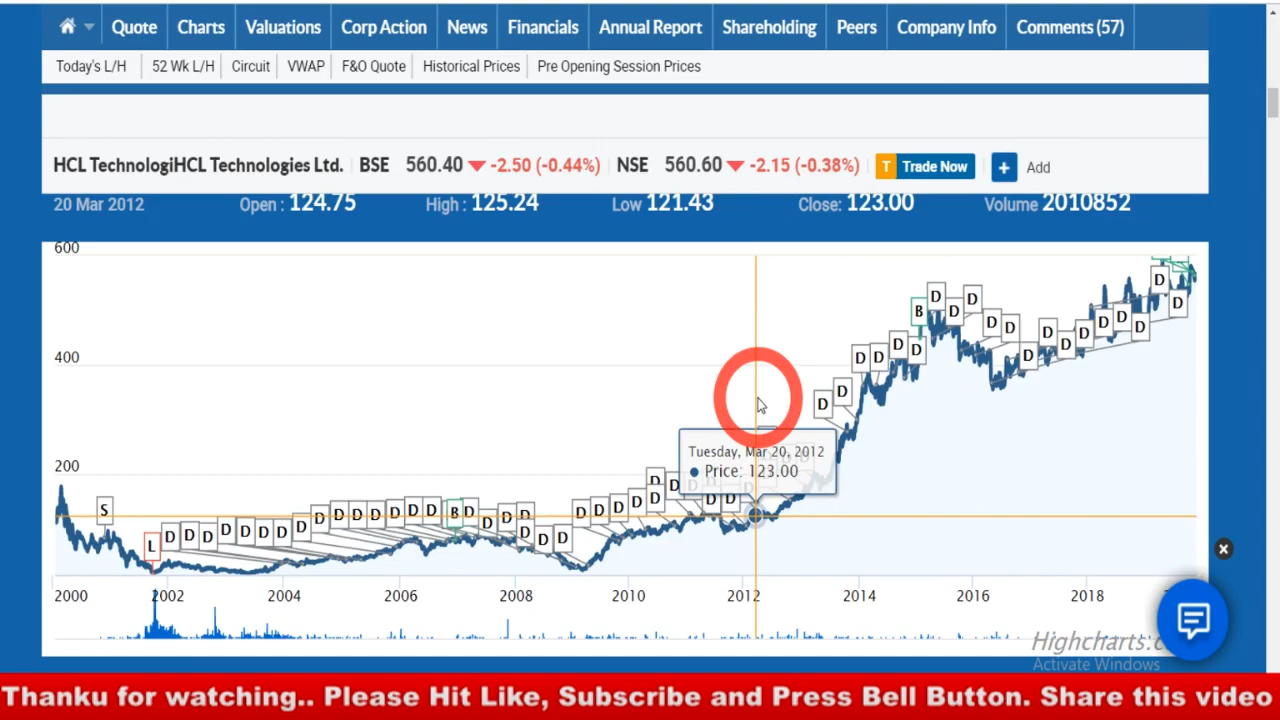 Quote Charts Valuations Corp Action News Financials Annual Report Shareholding Peers Company Info Comments (57)
Today's L/H 52 Wk L/H Circuit VWAP F&O Quote Historical Prices Pre Opening Session Prices
HCL TechnologiHCL Technologies Ltd. BSE 560.40 -2.50 (-0.44%) NSE 560.60 -2.15 (-0.38%) T Trade Now + Add
20 Mar 2012 Open : 124.75 High : 125.24 Low 121.43 Close: 123.00 Volume 2010852
600
400
200
D D D D D D D D D D D D D D D D D D
B
S
L
D D D D D D D D D D D D D D
B D D D D D D D
D D D D D D D D D D
Tuesday, Mar 20, 2012
Price: 123.00
2000 2002 2004 2006 2008 2010 2012 2014 2016 2018
Highcharts.c
Activate Windows
Thanku for watching.. Please Hit Like, Subscribe and Press Bell Button. Share this video